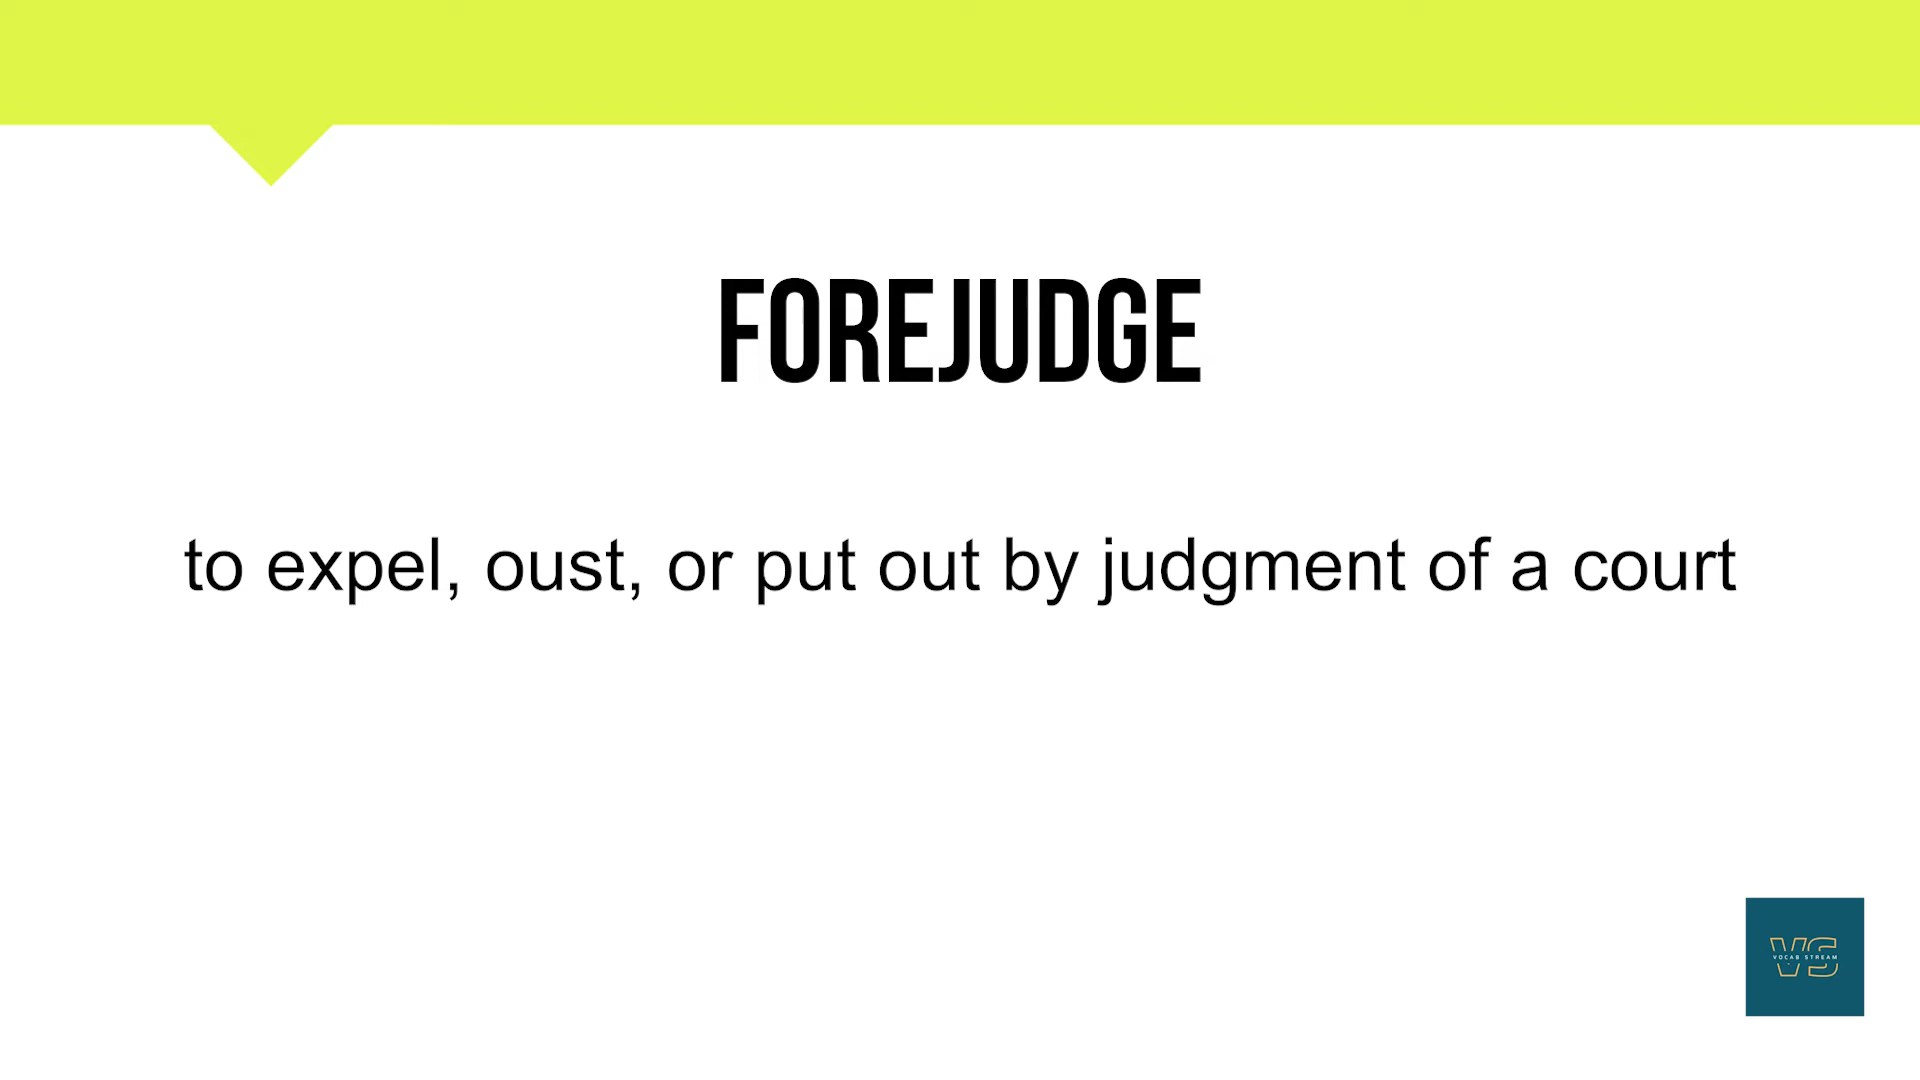 FOREJUDGE
to expel, oust, or put out by judgment of a court
VS
VOCAB STREAM